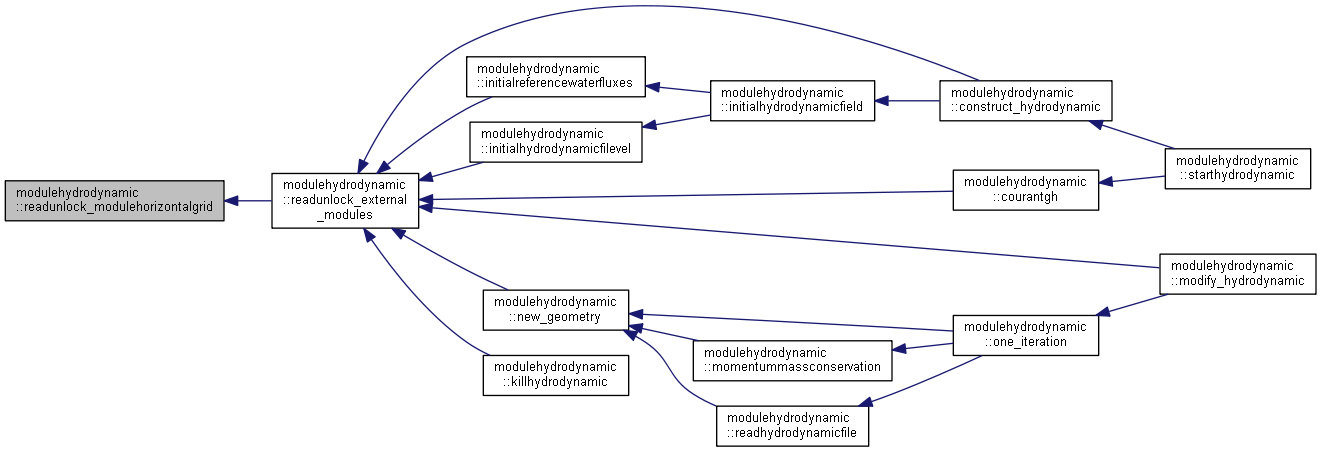 modulehydrodynamic
::readunlock_modulehorizontalgrid
modulehydrodynamic
::readunlock_external
_modules
modulehydrodynamic
::initialreferencewaterfluxes
modulehydrodynamic
::initialhydrodynamicfilevel
modulehydrodynamic
::initialhydrodynamicfield
modulehydrodynamic
::construct_hydrodynamic
modulehydrodynamic
::starthydrodynamic
modulehydrodynamic
::courantgh
modulehydrodynamic
::modify_hydrodynamic
modulehydrodynamic
::new_geometry
modulehydrodynamic
::one_iteration
modulehydrodynamic
::momentummassconservation
modulehydrodynamic
::killhydrodynamic
modulehydrodynamic
::readhydrodynamicfile